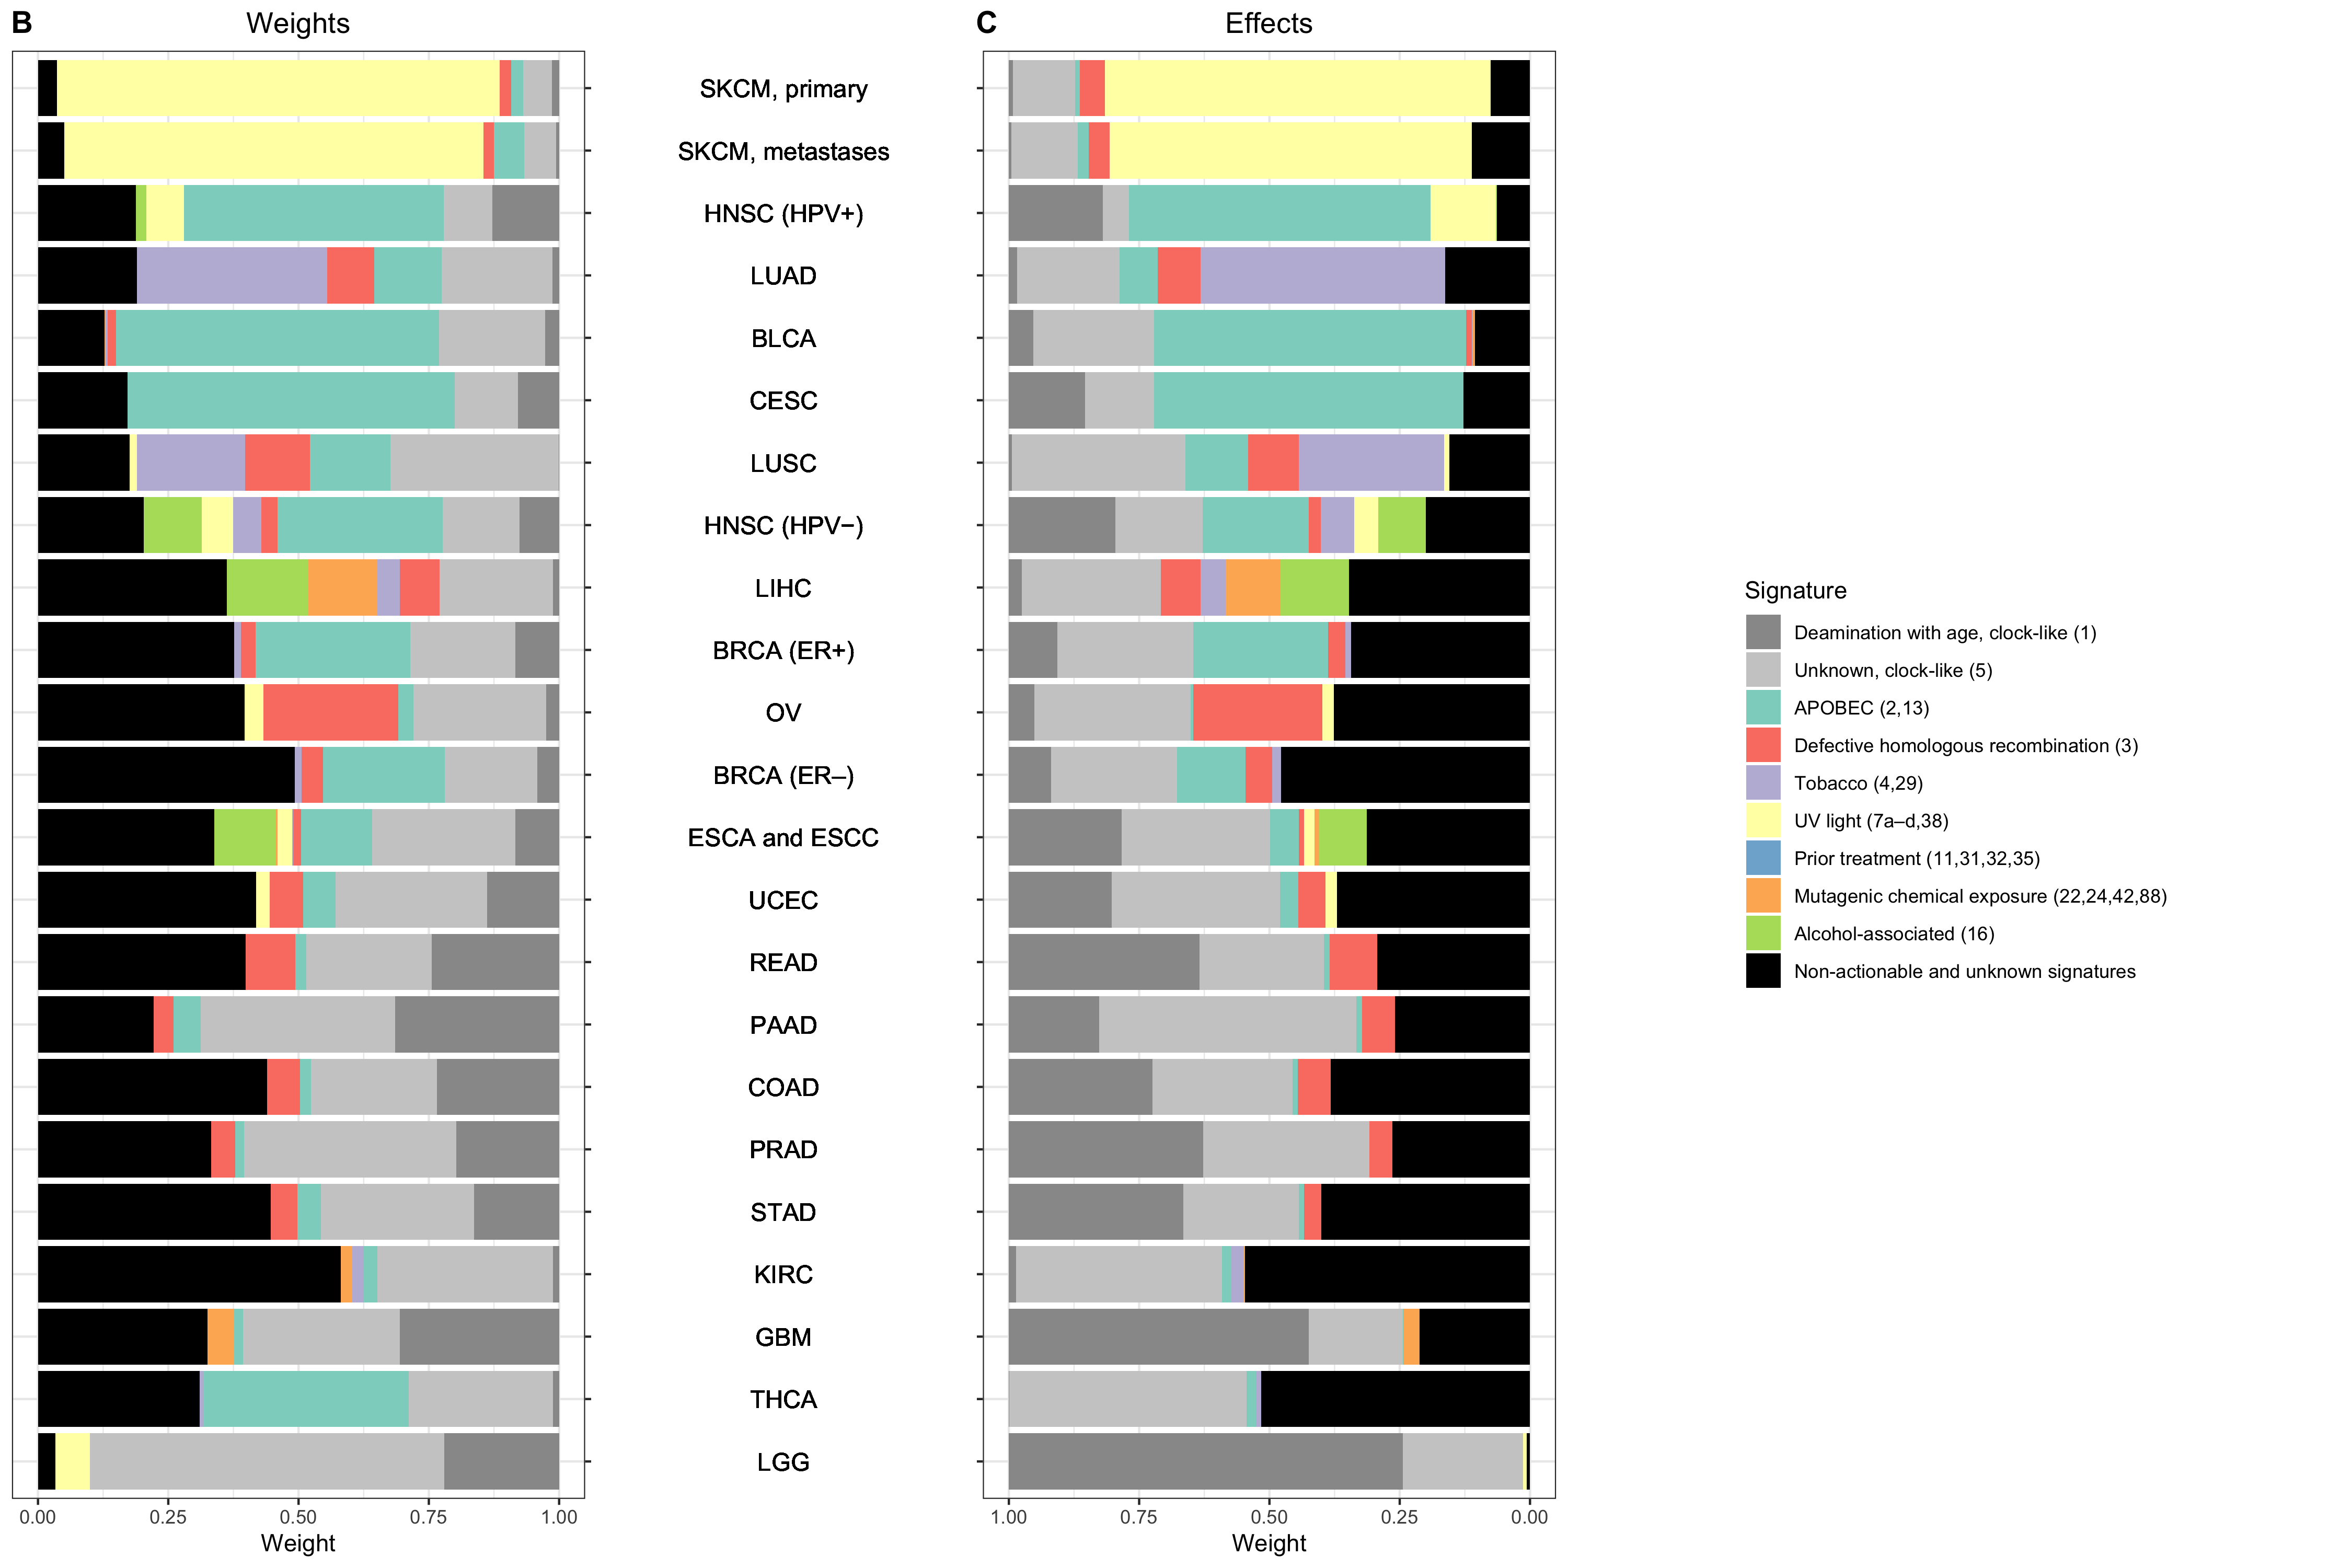 B
Weights
C
Effects
SKCM, primary
SKCM, metastases
HNSC (HPV+)
LUAD
BLCA
CESC
LUSC
HNSC (HPV−)
LIHC
BRCA (ER+)
OV
BRCA (ER–)
ESCA and ESCC
UCEC
READ
PAAD
COAD
PRAD
STAD
KIRC
GBM
THCA
LGG
0.00 0.25 0.50 0.75 1.00
Weight
1.00 0.75 0.50 0.25 0.00
Weight
Signature
Deamination with age, clock-like (1)
Unknown, clock-like (5)
APOBEC (2,13)
Defective homologous recombination (3)
Tobacco (4,29)
UV light (7a–d,38)
Prior treatment (11,31,32,35)
Mutagenic chemical exposure (22,24,42,88)
Alcohol-associated (16)
Non-actionable and unknown signatures